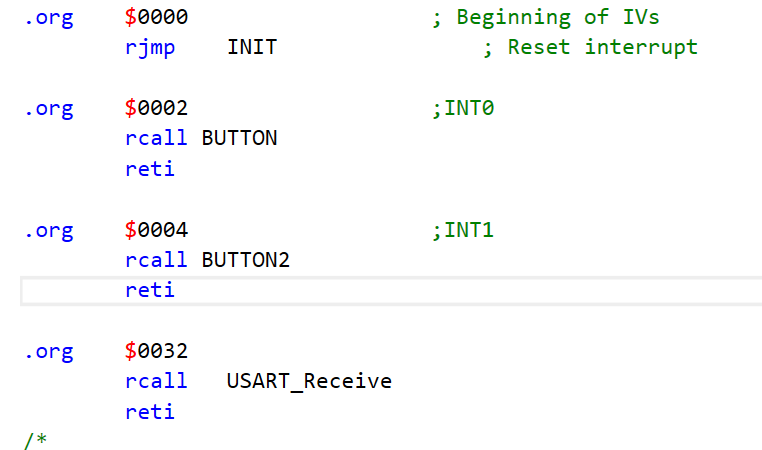 .org $0000 ; Beginning of IVs
rjmp INIT ; Reset interrupt
.org $0002 ;INT0
rcall BUTTON
reti
.org $0004 ;INT1
rcall BUTTON2
reti
.org $0032
rcall USART_Receive
reti
/*